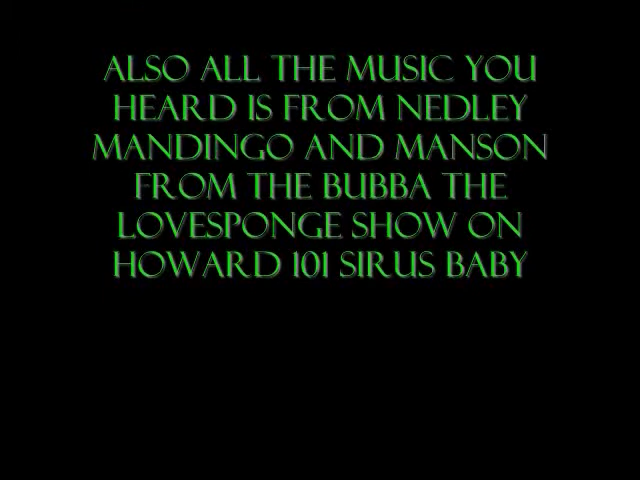 ALSO ALL THE MUSIC YOU
HEARD IS FROM NEDLEY
MANDINGO AND MANSON
FROM THE BUBBA THE
LOVESPONGE SHOW ON
HOWARD 101 SIRUS BABY